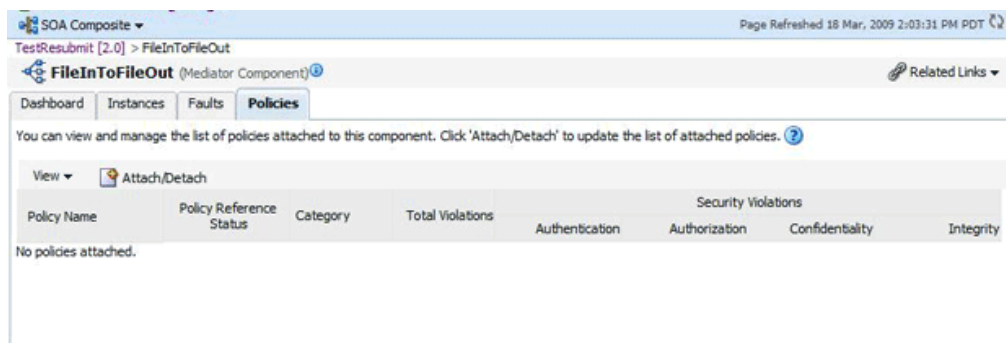 SOA Composite
Page Refreshed 18 Mar, 2009 2:03:31 PM PDT
TestResubmit [2.0] > FileInToFileOut
FileInToFileOut (Mediator Component)
Related Links
Dashboard Instances Faults Policies
You can view and manage the list of policies attached to this component. Click 'Attach/Detach' to update the list of attached policies.
View Attach/Detach
Policy Name
Policy Reference Status
Category
Total Violations
Security Violations
Authentication Authorization Confidentiality Integrity
No policies attached.